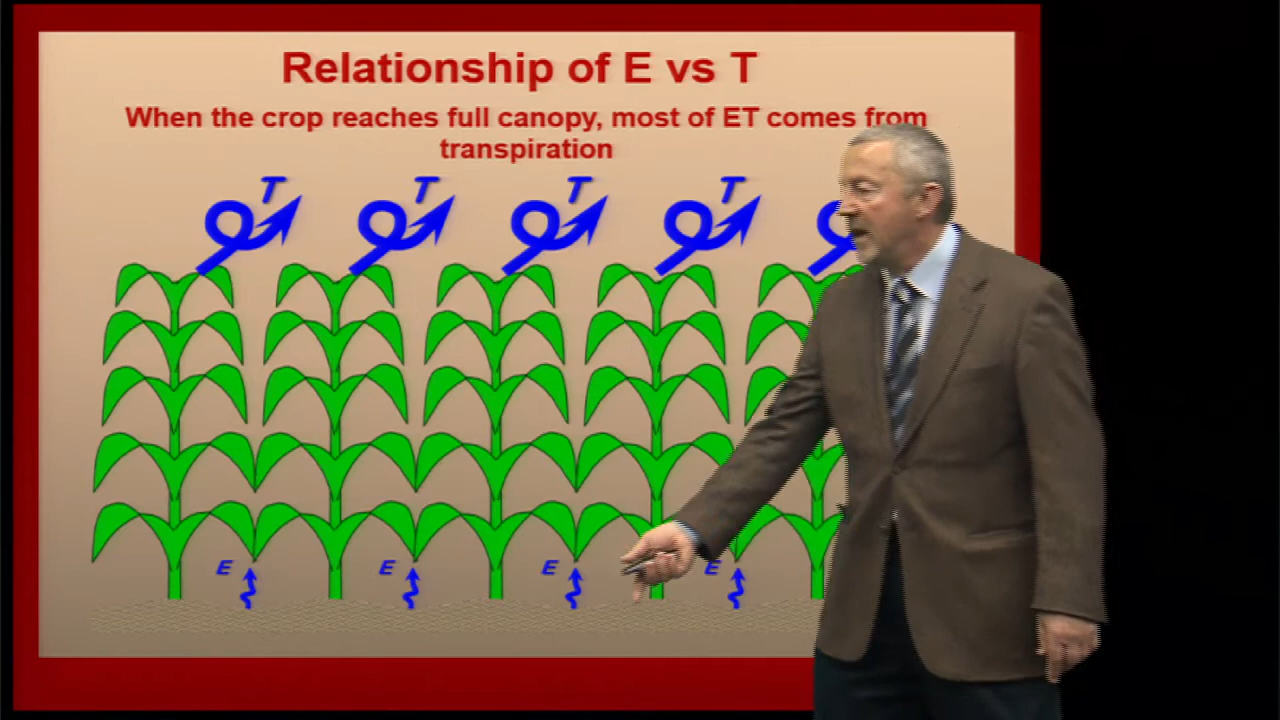 Relationship of E vs T
When the crop reaches full canopy, most of ET comes from
transpiration
T T T T
E E E E